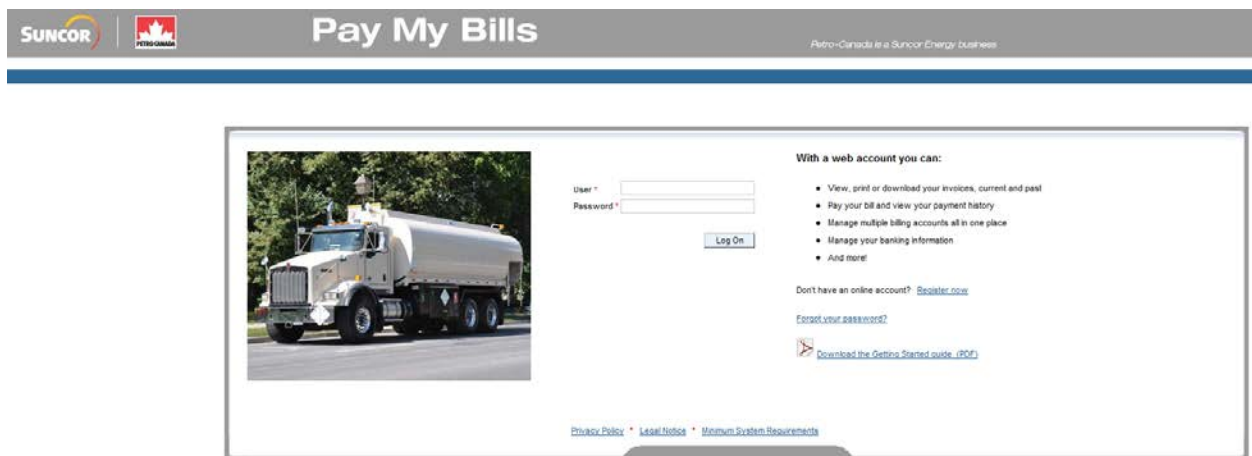 SUNCOR
PETRO-CANADA
Pay My Bills
Petro-Canada is a Suncor Energy business
User *
Password *
Log On
With a web account you can:
• View, print or download your invoices, current and past
• Pay your bill and view your payment history
• Manage multiple billing accounts all in one place
• Manage your banking information
• And more!
Don't have an online account? Register now
Forgot your password?
Download the Getting Started guide (PDF)
Privacy Policy * Legal Notice * Minimum System Requirements